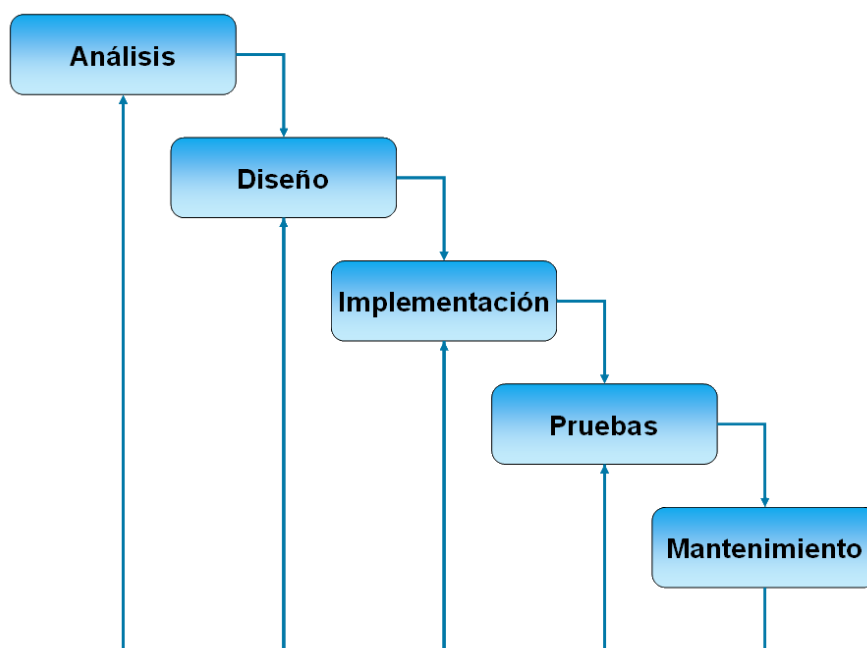 Análisis
Diseño
Implementación
Pruebas
Mantenimiento